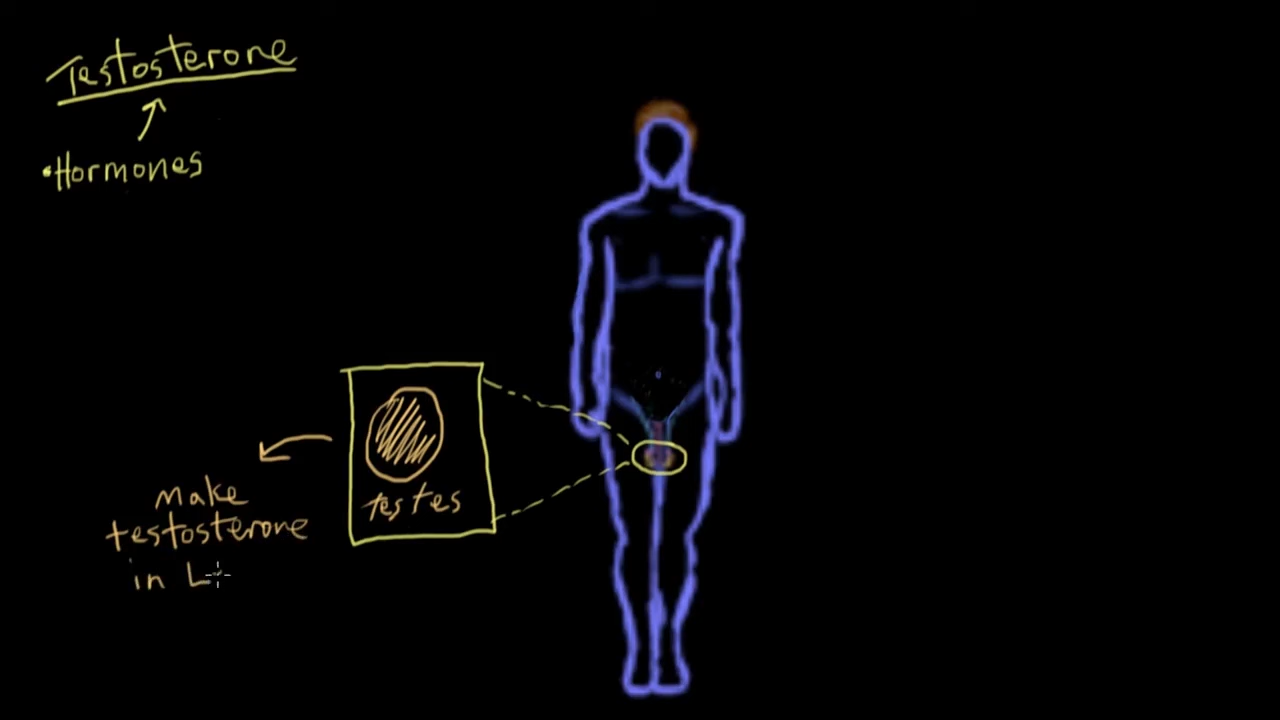 Testosterone
•Hormones
testes
make
testosterone
in L